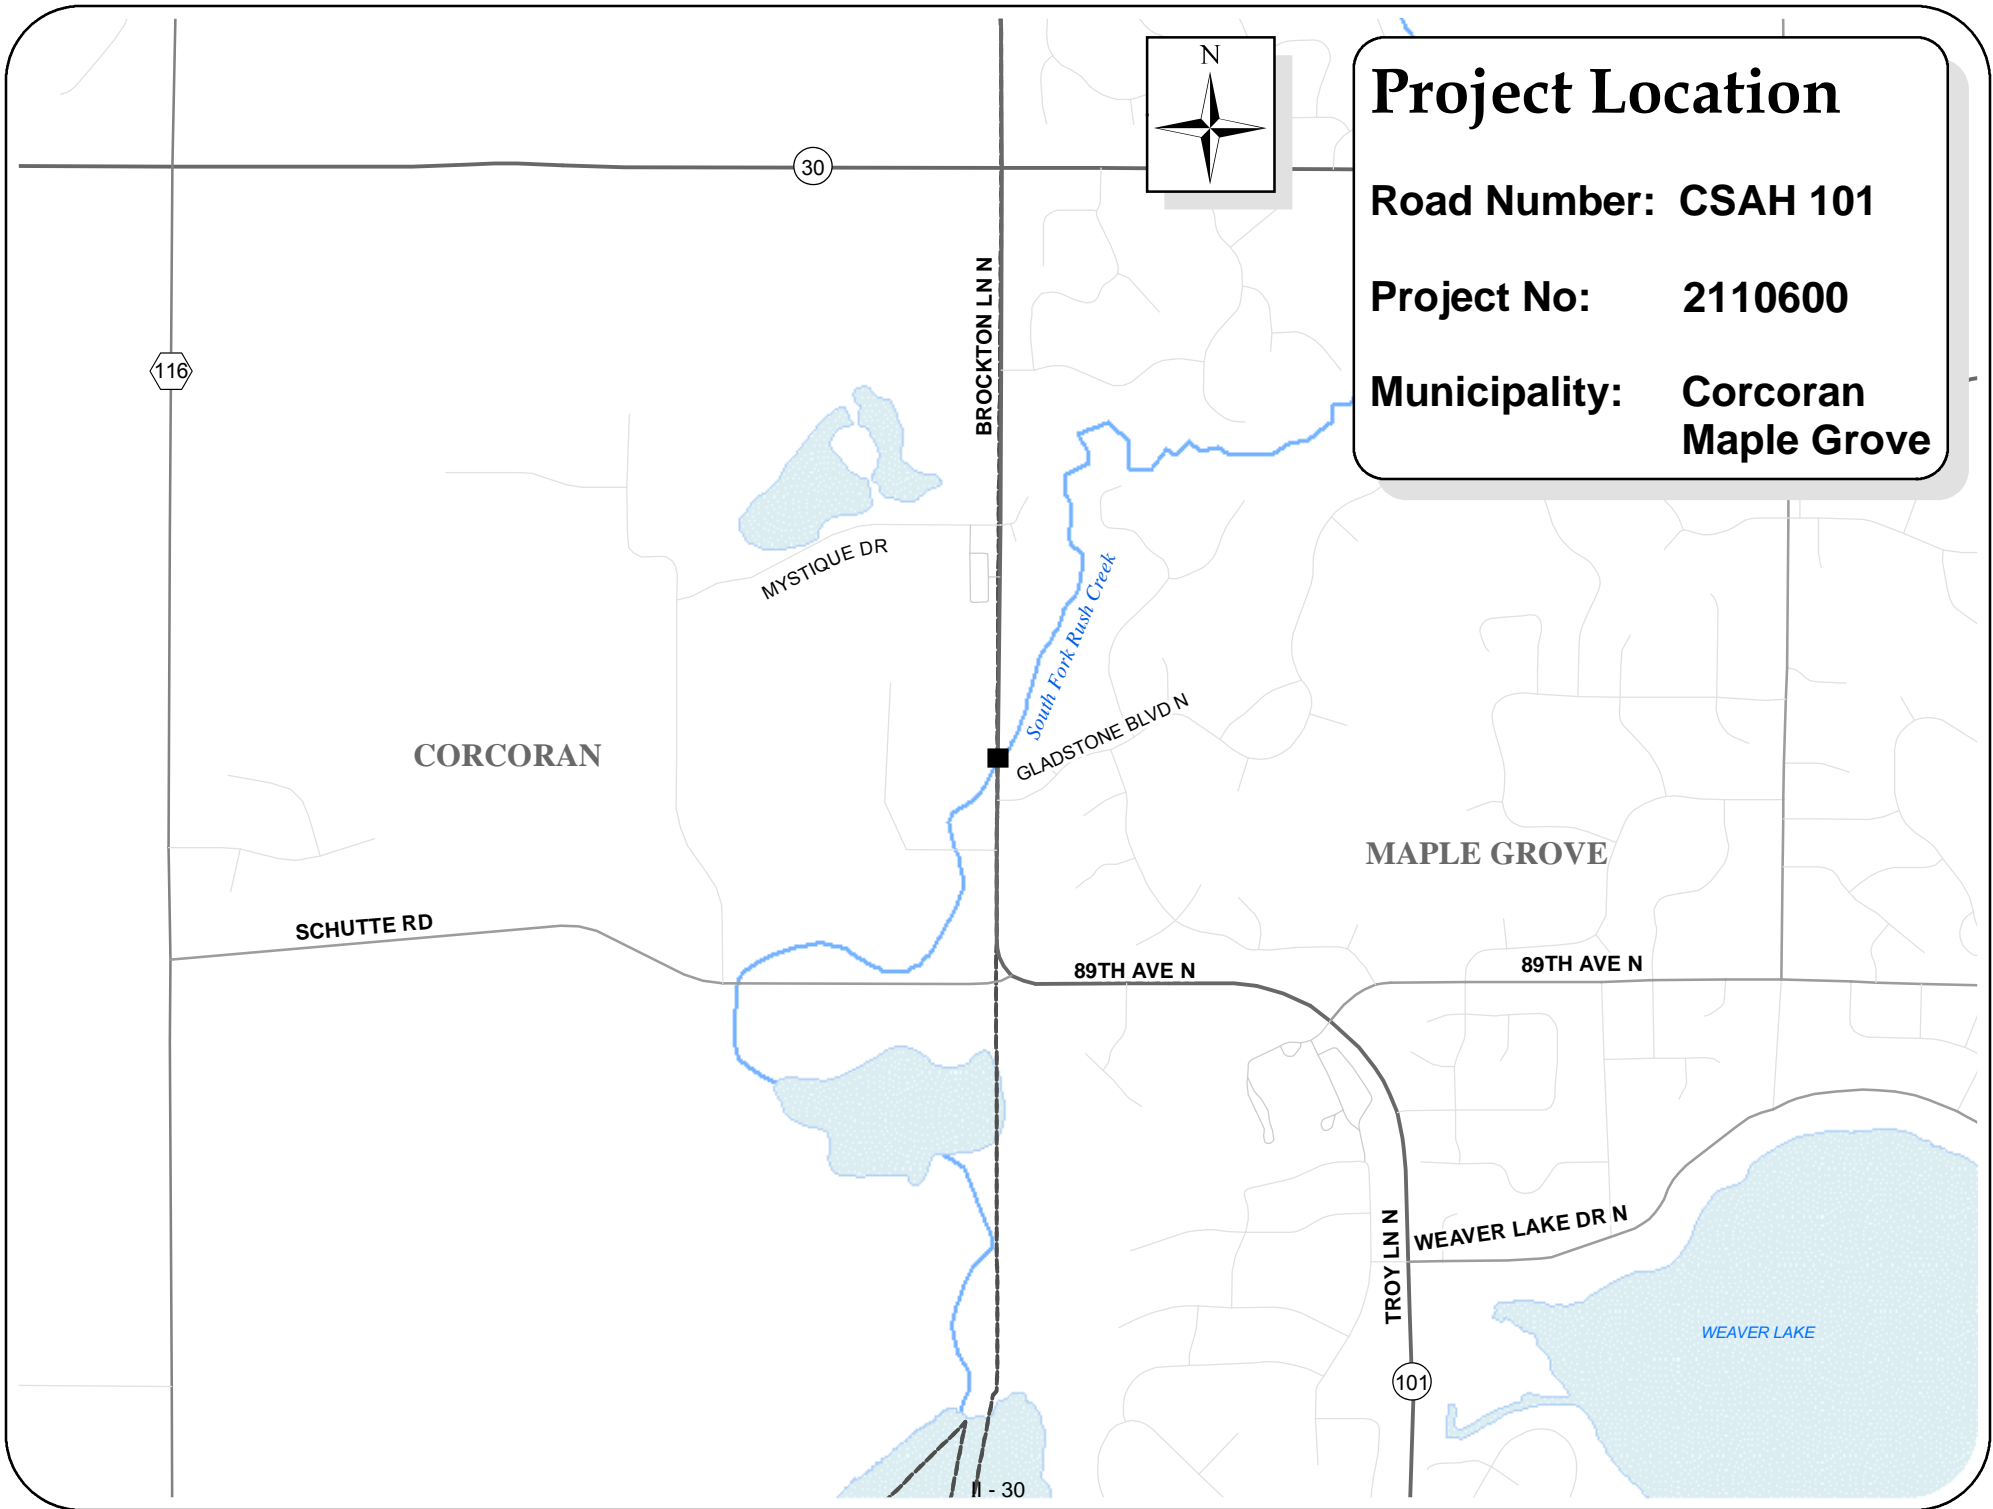 N
Project Location
Road Number: CSAH 101
Project No: 2110600
Municipality: Corcoran
Maple Grove
30
BROCKTON LN N
116
MYSTIQUE DR
South Fork Rush Creek
GLADSTONE BLVD N
CORCORAN
MAPLE GROVE
SCHUTTE RD
89TH AVE N
89TH AVE N
TROY LN N
WEAVER LAKE DR N
WEAVER LAKE
101
II - 30